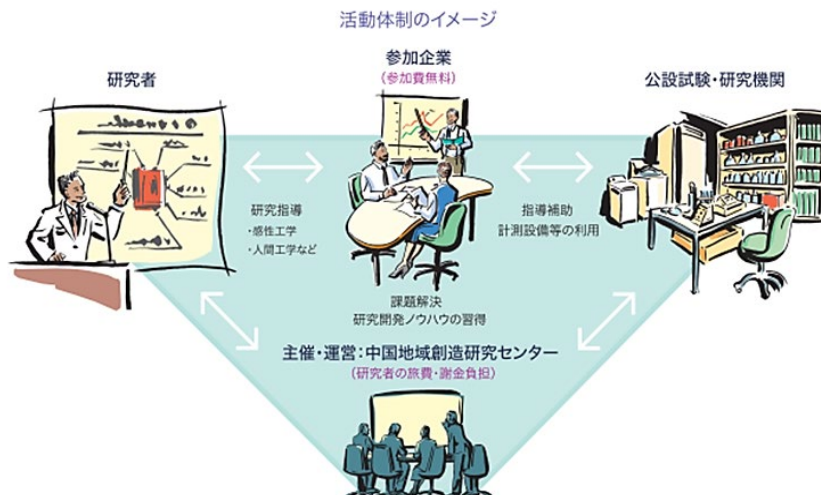 活動体制のイメージ
参加企業
(参加費無料)
研究者
公設試験・研究機関
研究指導
・感性工学
・人間工学など
指導補助
計測設備等の利用
課題解決
研究開発ノウハウの習得
主催・運営:中国地域創造研究センター
(研究者の旅費・謝金負担)